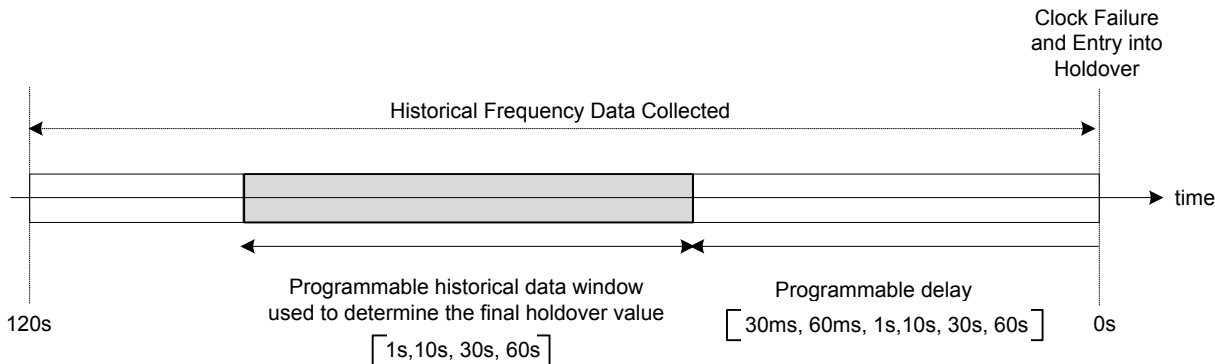 Clock Failure
and Entry into
Holdover
Historical Frequency Data Collected
time
Programmable historical data window
used to determine the final holdover value
[1s,10s, 30s, 60s]
Programmable delay
[30ms, 60ms, 1s,10s, 30s, 60s]
120s
0s